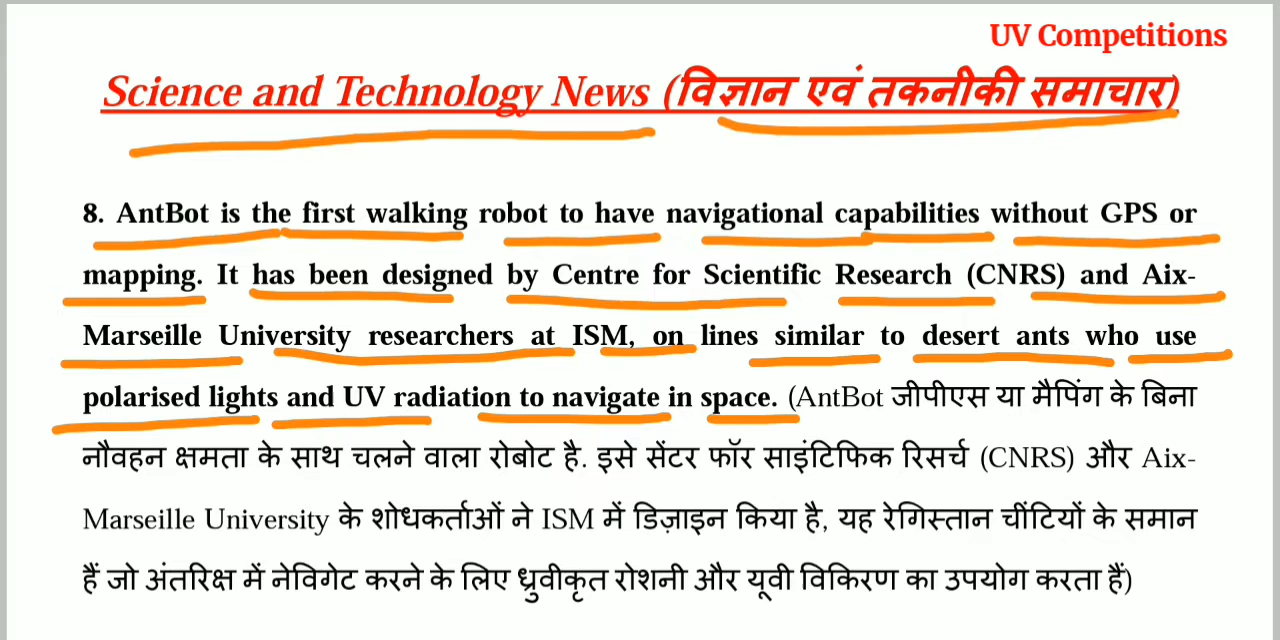 UV Competitions
Science and Technology News (विज्ञान एवं तकनीकी समाचार)
8. AntBot is the first walking robot to have navigational capabilities without GPS or
mapping. It has been designed by Centre for Scientific Research (CNRS) and Aix-
Marseille University researchers at ISM, on lines similar to desert ants who use
polarised lights and UV radiation to navigate in space. (AntBot जीपीएस या मैपिंग के बिना
नौवहन क्षमता के साथ चलने वाला रोबोट है. इसे सेंटर फॉर साइंटिफिक रिसर्च (CNRS) और Aix-
Marseille University के शोधकर्ताओं ने ISM में डिज़ाइन किया है, यह रेगिस्तान चींटियों के समान
हैं जो अंतरिक्ष में नेविगेट करने के लिए ध्रुवीकृत रोशनी और यूवी विकिरण का उपयोग करता हैं)